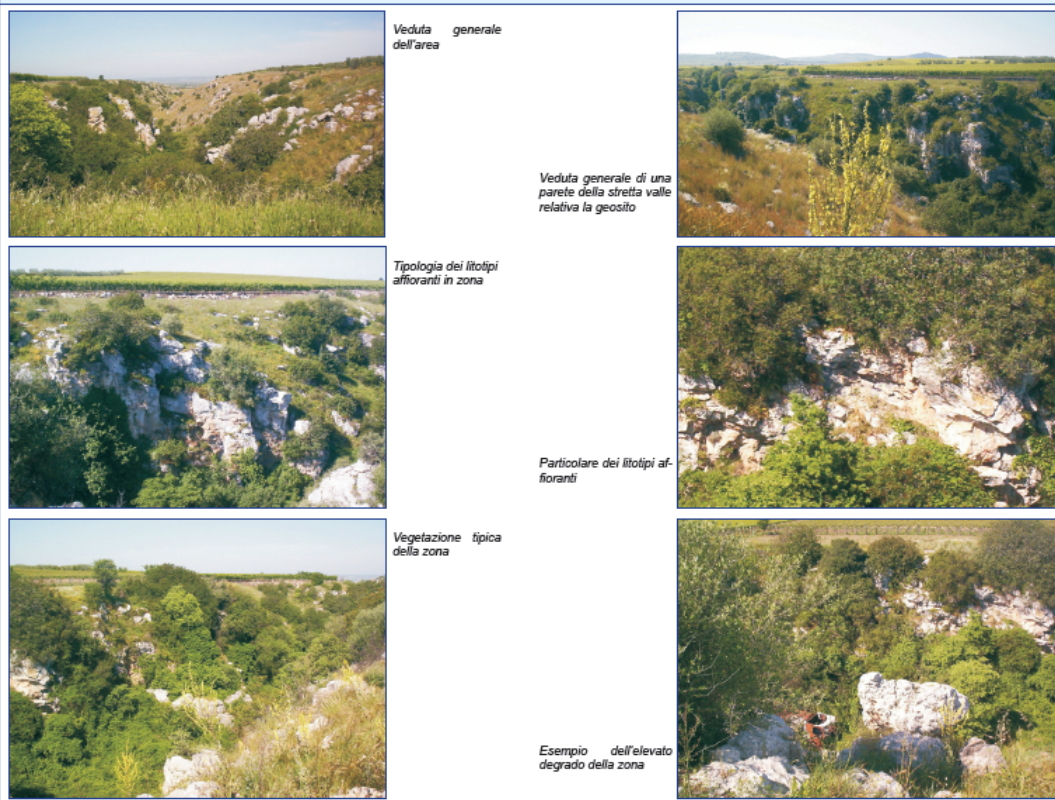 Veduta generale
dell'area
Veduta generale di una
parete della stretta valle
relativa la geosito
Tipologia dei litotipi
affioranti in zona
Particolare dei litotipi af-
fioranti
Vegetazione tipica
della zona
Esempio dell'elevato
degrado della zona